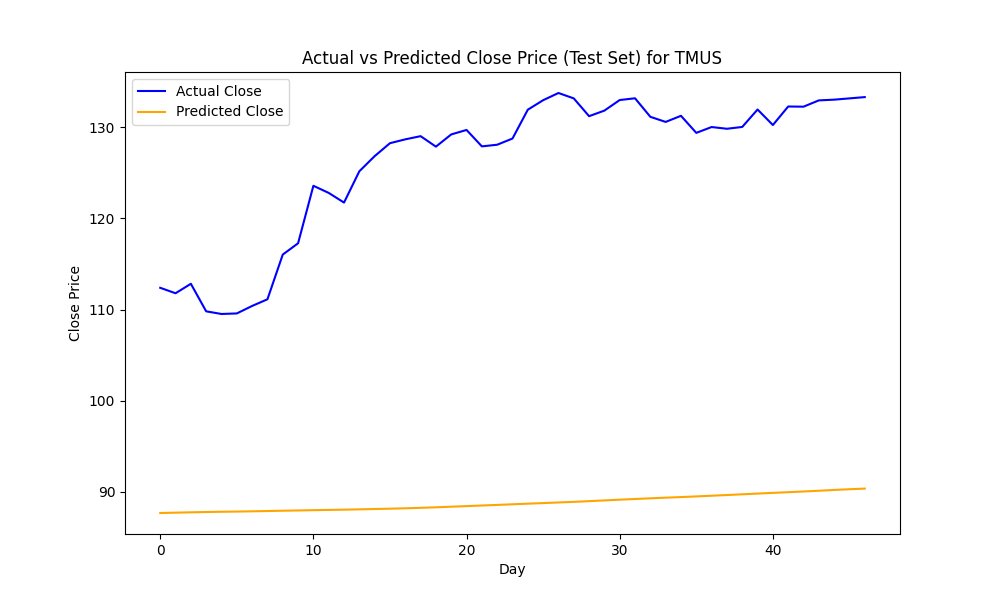 Actual vs Predicted Close Price (Test Set) for TMUS
Actual Close
Predicted Close
130
120
110
100
90
Close Price
0 10 20 30 40
Day